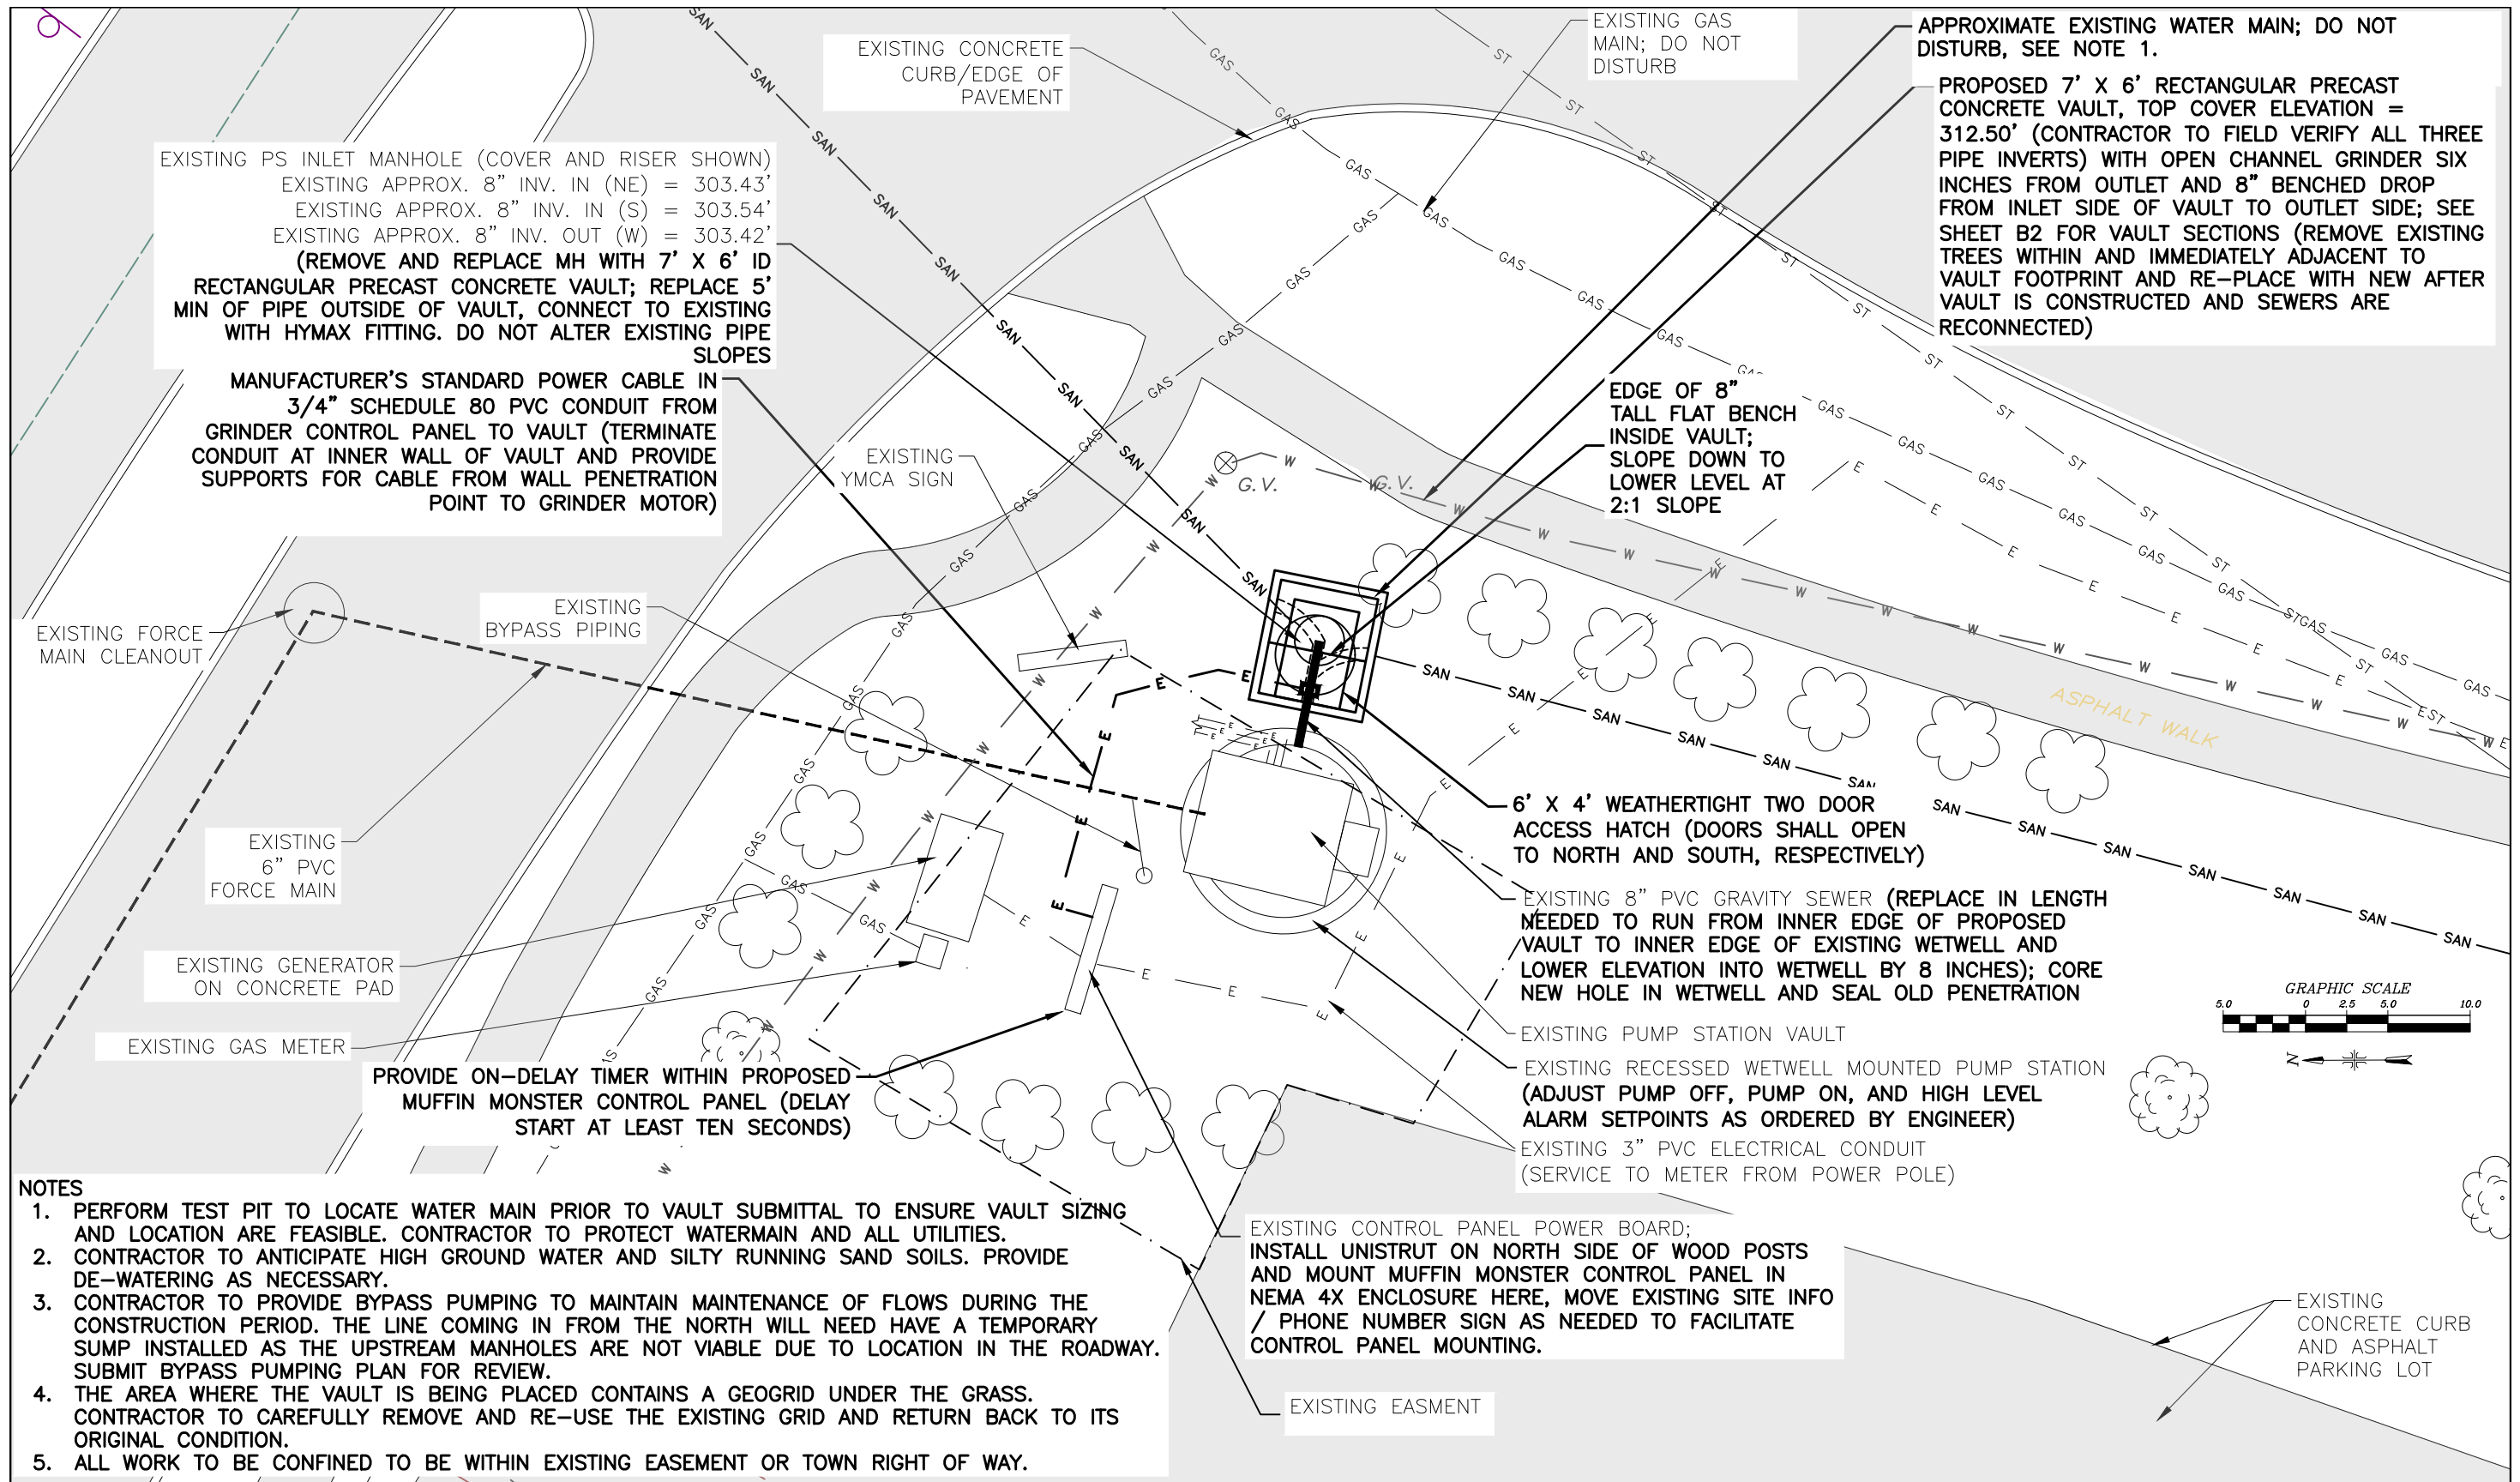 EXISTING CONCRETE
CURB/EDGE OF
PAVEMENT
EXISTING GAS
MAIN; DO NOT
DISTURB
APPROXIMATE EXISTING WATER MAIN; DO NOT
DISTURB, SEE NOTE 1.
PROPOSED 7' X 6' RECTANGULAR PRECAST
CONCRETE VAULT, TOP COVER ELEVATION =
312.50' (CONTRACTOR TO FIELD VERIFY ALL THREE
PIPE INVERTS) WITH OPEN CHANNEL GRINDER SIX
INCHES FROM OUTLET AND 8" BENCHED DROP
FROM INLET SIDE OF VAULT TO OUTLET SIDE; SEE
SHEET B2 FOR VAULT SECTIONS (REMOVE EXISTING
TREES WITHIN AND IMMEDIATELY ADJACENT TO
VAULT FOOTPRINT AND RE-PLACE WITH NEW AFTER
VAULT IS CONSTRUCTED AND SEWERS ARE
RECONNECTED)
EXISTING PS INLET MANHOLE (COVER AND RISER SHOWN)
EXISTING APPROX. 8" INV. IN (NE) = 303.43'
EXISTING APPROX. 8" INV. IN (S) = 303.54'
EXISTING APPROX. 8" INV. OUT (W) = 303.42'
(REMOVE AND REPLACE MH WITH 7' X 6' ID
RECTANGULAR PRECAST CONCRETE VAULT; REPLACE 5'
MIN OF PIPE OUTSIDE OF VAULT, CONNECT TO EXISTING
WITH HYMAX FITTING. DO NOT ALTER EXISTING PIPE
SLOPES
MANUFACTURER'S STANDARD POWER CABLE IN
3/4" SCHEDULE 80 PVC CONDUIT FROM
GRINDER CONTROL PANEL TO VAULT (TERMINATE
CONDUIT AT INNER WALL OF VAULT AND PROVIDE
SUPPORTS FOR CABLE FROM WALL PENETRATION
POINT TO GRINDER MOTOR)
EDGE OF 8"
TALL FLAT BENCH
INSIDE VAULT;
SLOPE DOWN TO
LOWER LEVEL AT
2:1 SLOPE
EXISTING
YMCA SIGN
G.V.
G.V.
EXISTING FORCE
MAIN CLEANOUT
EXISTING
BYPASS PIPING
ASPHALT WALK
EXISTING
6" PVC
FORCE MAIN
6' X 4' WEATHERTIGHT TWO DOOR
ACCESS HATCH (DOORS SHALL OPEN
TO NORTH AND SOUTH, RESPECTIVELY)
EXISTING 8" PVC GRAVITY SEWER (REPLACE IN LENGTH
NEEDED TO RUN FROM INNER EDGE OF PROPOSED
VAULT TO INNER EDGE OF EXISTING WETWELL AND
LOWER ELEVATION INTO WETWELL BY 8 INCHES); CORE
NEW HOLE IN WETWELL AND SEAL OLD PENETRATION
EXISTING GENERATOR
ON CONCRETE PAD
EXISTING GAS METER
GRAPHIC SCALE
5.0 0 2.5 5.0 10.0
N
EXISTING PUMP STATION VAULT
EXISTING RECESSED WETWELL MOUNTED PUMP STATION
(ADJUST PUMP OFF, PUMP ON, AND HIGH LEVEL
ALARM SETPOINTS AS ORDERED BY ENGINEER)
EXISTING 3" PVC ELECTRICAL CONDUIT
(SERVICE TO METER FROM POWER POLE)
PROVIDE ON-DELAY TIMER WITHIN PROPOSED
MUFFIN MONSTER CONTROL PANEL (DELAY
START AT LEAST TEN SECONDS)
NOTES
1. PERFORM TEST PIT TO LOCATE WATER MAIN PRIOR TO VAULT SUBMITTAL TO ENSURE VAULT SIZING
AND LOCATION ARE FEASIBLE. CONTRACTOR TO PROTECT WATERMAIN AND ALL UTILITIES.
2. CONTRACTOR TO ANTICIPATE HIGH GROUND WATER AND SILTY RUNNING SAND SOILS. PROVIDE
DE-WATERING AS NECESSARY.
3. CONTRACTOR TO PROVIDE BYPASS PUMPING TO MAINTAIN MAINTENANCE OF FLOWS DURING THE
CONSTRUCTION PERIOD. THE LINE COMING IN FROM THE NORTH WILL NEED HAVE A TEMPORARY
SUMP INSTALLED AS THE UPSTREAM MANHOLES ARE NOT VIABLE DUE TO LOCATION IN THE ROADWAY.
SUBMIT BYPASS PUMPING PLAN FOR REVIEW.
4. THE AREA WHERE THE VAULT IS BEING PLACED CONTAINS A GEOGRID UNDER THE GRASS.
CONTRACTOR TO CAREFULLY REMOVE AND RE-USE THE EXISTING GRID AND RETURN BACK TO ITS
ORIGINAL CONDITION.
5. ALL WORK TO BE CONFINED TO BE WITHIN EXISTING EASEMENT OR TOWN RIGHT OF WAY.
EXISTING CONTROL PANEL POWER BOARD;
INSTALL UNISTRUT ON NORTH SIDE OF WOOD POSTS
AND MOUNT MUFFIN MONSTER CONTROL PANEL IN
NEMA 4X ENCLOSURE HERE, MOVE EXISTING SITE INFO
/ PHONE NUMBER SIGN AS NEEDED TO FACILITATE
CONTROL PANEL MOUNTING.
EXISTING EASMENT
EXISTING
CONCRETE CURB
AND ASPHALT
PARKING LOT